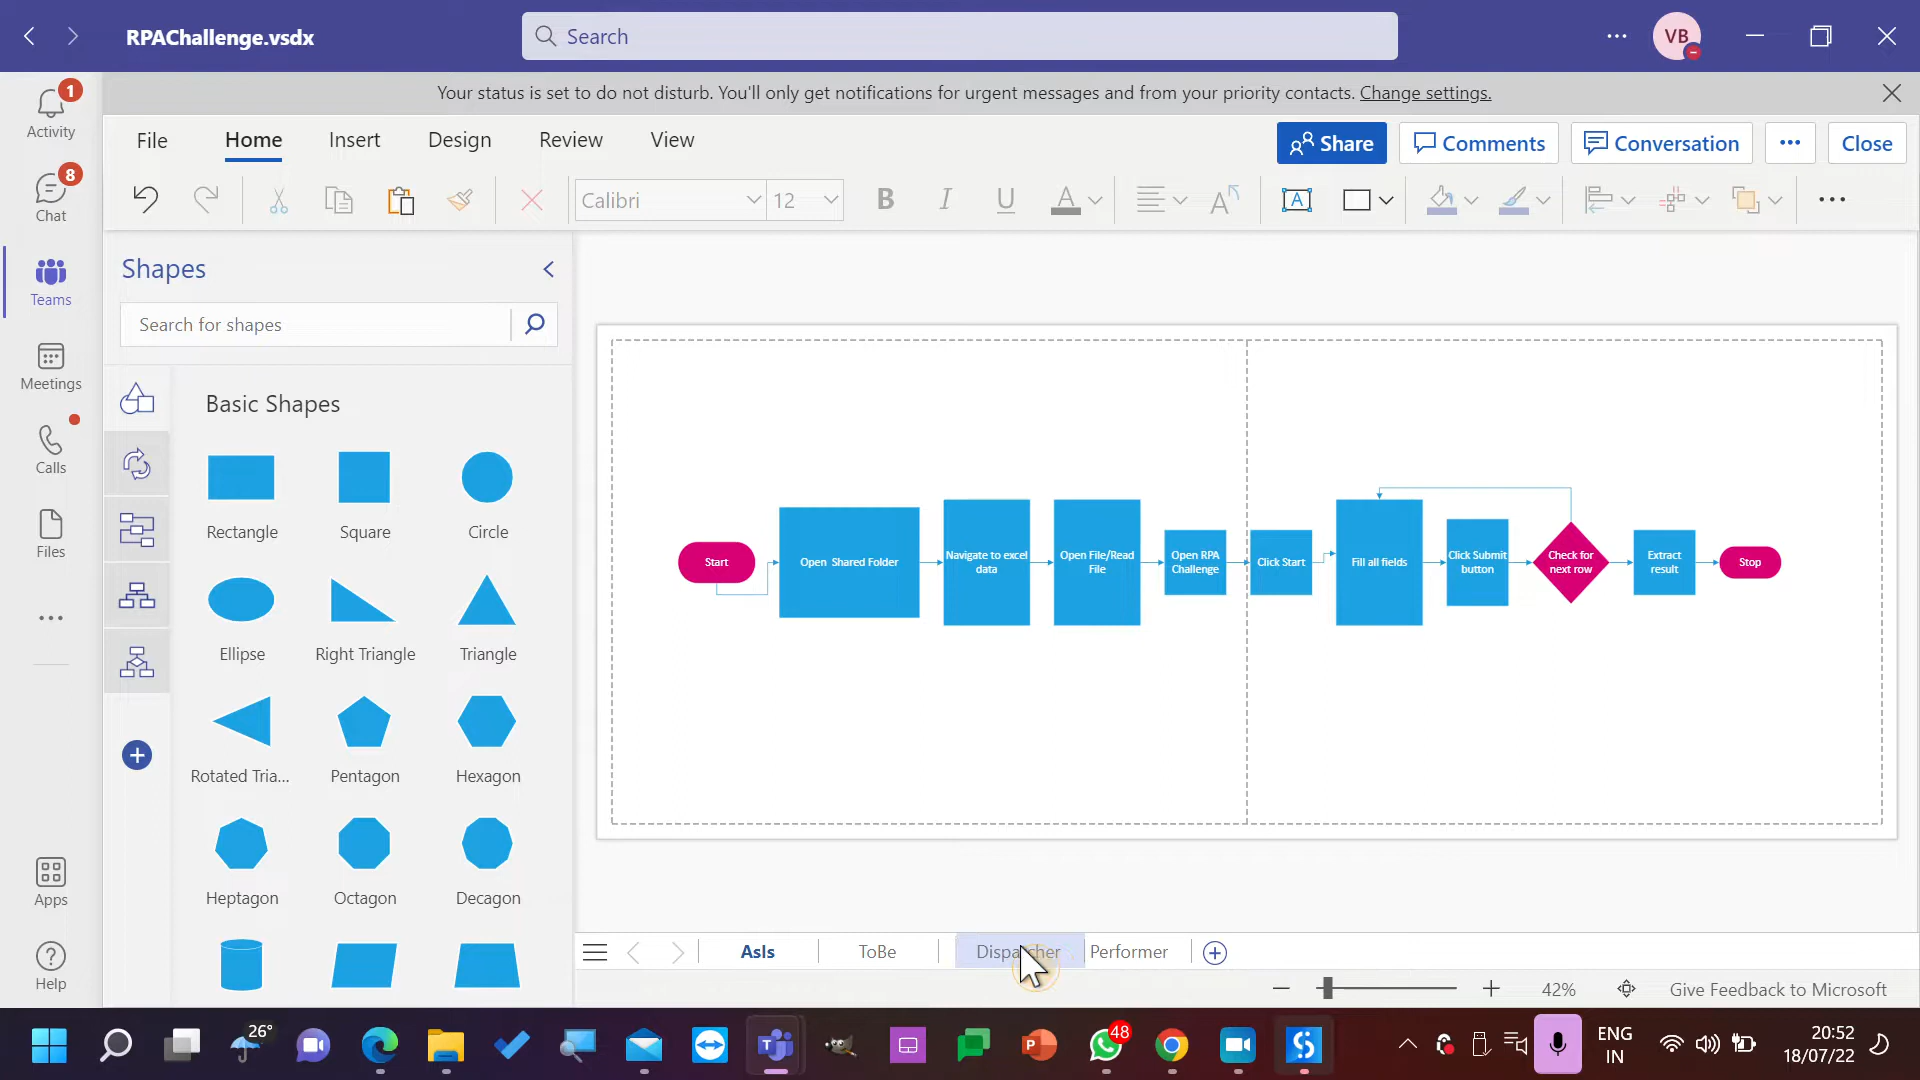 RPAChallenge.vsdx
Search
VB
Your status is set to do not disturb. You'll only get notifications for urgent messages and from your priority contacts. Change settings.
1
Activity
8
Chat
Teams
Meetings
Calls
Files
Apps
Help
File
Home
Insert
Design
Review
View
Share
Comments
Conversation
Close
Calibri
12
B
I
U
A
A
A
Shapes
Search for shapes
Basic Shapes
Rectangle
Square
Circle
Ellipse
Right Triangle
Triangle
Rotated Tria...
Pentagon
Hexagon
Heptagon
Octagon
Decagon
Start
Open Shared Folder
Navigate to excel
data
Open File/Read
File
Open RPA
Challenge
Click Start
Fill all fields
Click Submit
button
Check for
next row
Extract
result
Stop
AsIs
ToBe
Dispatcher
Performer
42%
Give Feedback to Microsoft
26°
48
ENG
IN
20:52
18/07/22